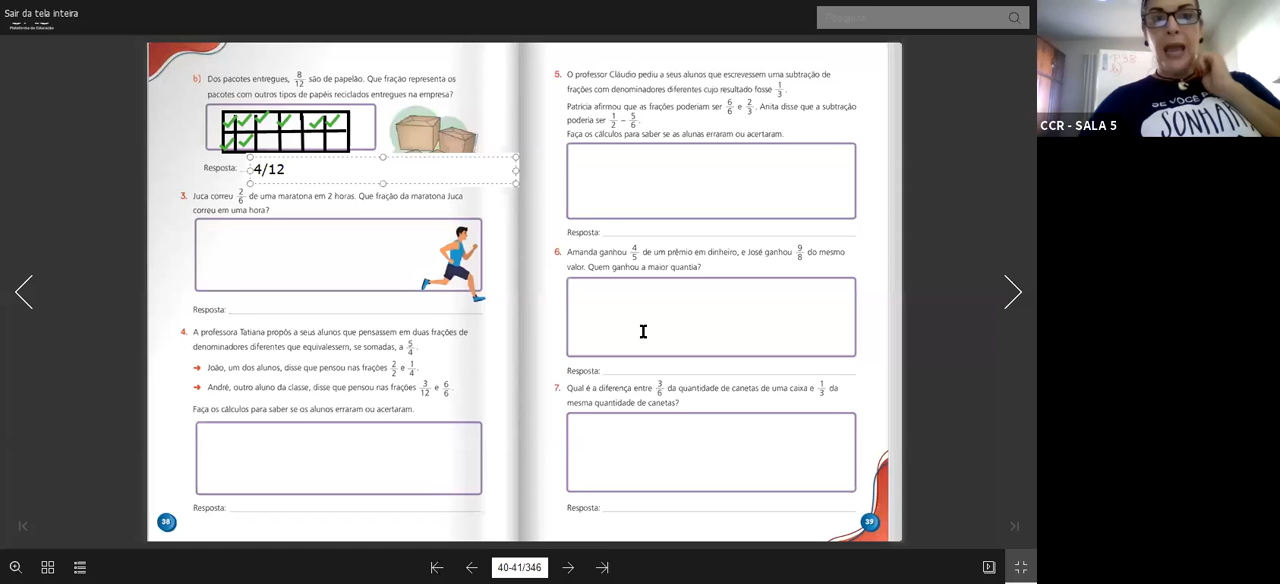 Sair da tela inteira
Plataforma da Educação
Pesquisar
b) Dos pacotes entregues, 8/12 são de papelão. Que fração representa os
pacotes com outros tipos de papéis reciclados entregues na empresa?
Resposta: 4/12
3. Juca correu 2/6 de uma maratona em 2 horas. Que fração da maratona Juca
correu em uma hora?
Resposta:
4. A professora Tatiana propôs a seus alunos que pensassem em duas frações de
denominadores diferentes que equivalessem, se somadas, a 5/4.
João, um dos alunos, disse que pensou nas frações 2/2 e 1/4.
André, outro aluno da classe, disse que pensou nas frações 3/12 e 6/6.
Faça os cálculos para saber se os alunos erraram ou acertaram.
Resposta:
38
5. O professor Cláudio pediu a seus alunos que escrevessem uma subtração de
frações com denominadores diferentes cujo resultado fosse 1/3.
Patrícia afirmou que as frações poderiam ser 6/6 e 2/3. Anita disse que a subtração
poderia ser 1/2 – 5/6.
Faça os cálculos para saber se as alunas erraram ou acertaram.
Resposta:
6. Amanda ganhou 4/5 de um prêmio em dinheiro, e José ganhou 9/8 do mesmo
valor. Quem ganhou a maior quantia?
Resposta:
7. Qual é a diferença entre 3/6 da quantidade de canetas de uma caixa e 1/3 da
mesma quantidade de canetas?
Resposta:
39
40-41/346
CCR - SALA 5
SE VOCÊ P
SONHA